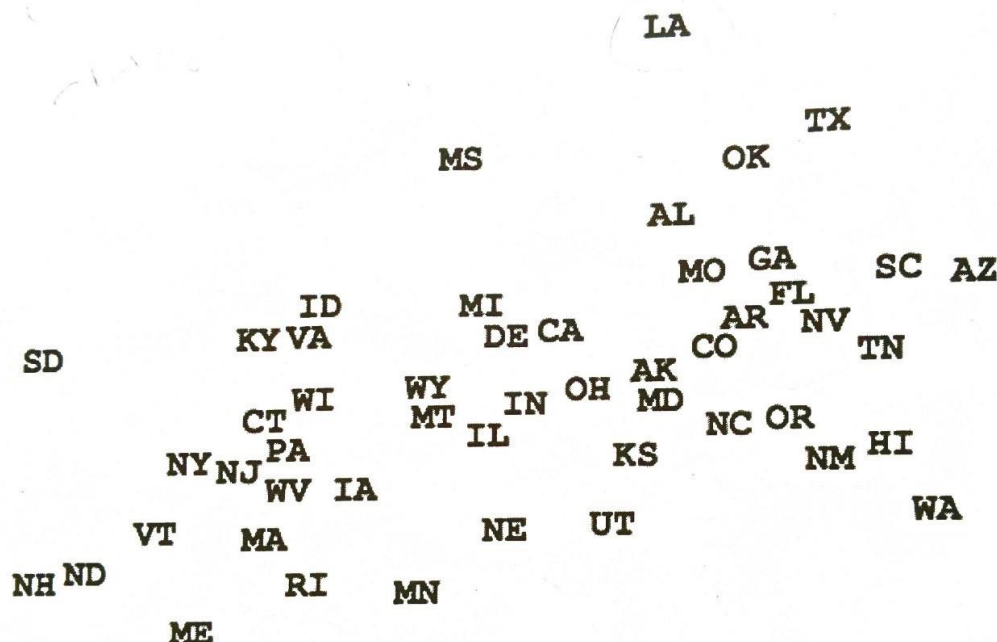 LA
TX
MS OK
AL
MO GA SC AZ
ID MI FL
KY VA DE CA AR NV
SD CO TN
WY OH AK
WI MT IN MD
CT IL NC OR
NY NJ PA KS NM HI
WV IA
VT MA NE UT WA
NH ND RI MN
ME